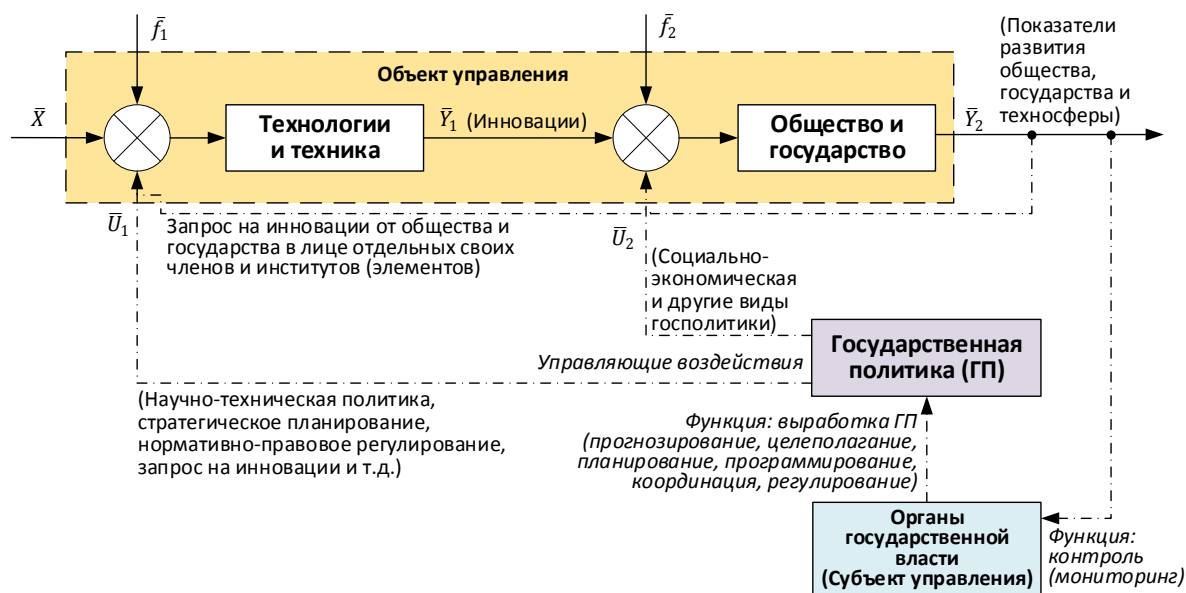 f̄₁
f̄₂
(Показатели
развития
общества,
государства и
техносферы)
Объект управления
X̄
Технологии
и техника
Ȳ₁ (Инновации)
Общество и
государство
Ȳ₂
Ū₁
Запрос на инновации от общества и
государства в лице отдельных своих
членов и институтов (элементов)
Ū₂
(Социально-
экономическая
и другие виды
госполитики)
Государственная
политика (ГП)
Управляющие воздействия
(Научно-техническая политика,
стратегическое планирование,
нормативно-правовое регулирование,
запрос на инновации и т.д.)
Функция: выработка ГП
(прогнозирование, целеполагание,
планирование, программирование,
координация, регулирование)
Органы
государственной
власти
(Субъект управления)
Функция:
контроль
(мониторинг)